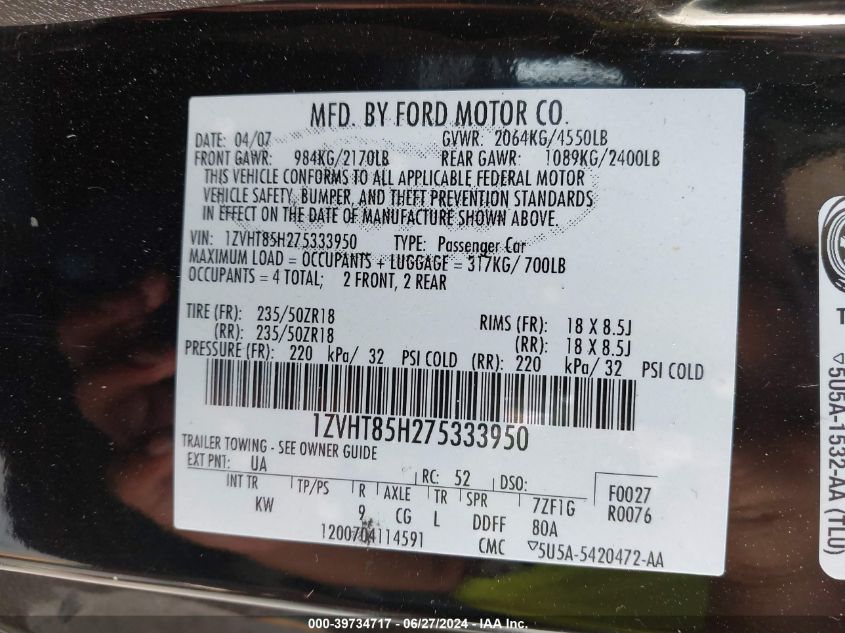 MFD. BY FORD MOTOR CO.
DATE: 04/07 GVWR: 2064KG/4550LB
FRONT GAWR: 984KG/2170LB REAR GAWR: 1089KG/2400LB
THIS VEHICLE CONFORMS TO ALL APPLICABLE FEDERAL MOTOR
VEHICLE SAFETY, BUMPER, AND THEFT PREVENTION STANDARDS
IN EFFECT ON THE DATE OF MANUFACTURE SHOWN ABOVE.
VIN: 1ZVHT85H275333950 TYPE: Passenger Car
MAXIMUM LOAD = OCCUPANTS + LUGGAGE = 317KG/ 700LB
OCCUPANTS = 4 TOTAL; 2 FRONT, 2 REAR
TIRE (FR): 235/50ZR18 RIMS (FR): 18 X 8.5J
(RR): 235/50ZR18 (RR): 18 X 8.5J
PRESSURE (FR): 220 kPa/ 32 PSI COLD (RR): 220 kPa/ 32 PSI COLD
1ZVHT85H275333950
TRAILER TOWING - SEE OWNER GUIDE
EXT PNT: UA RC: 52 DSO: F0027
INT TR TP/PS R AXLE TR SPR 7ZF1G R0076
KW 9 CG L DDFF 80A
1200704114591 CMC ▽5U5A-5420472-AA
▽5U5A-1532-AA (TLU)
000-39734717 - 06/27/2024 - IAA Inc.